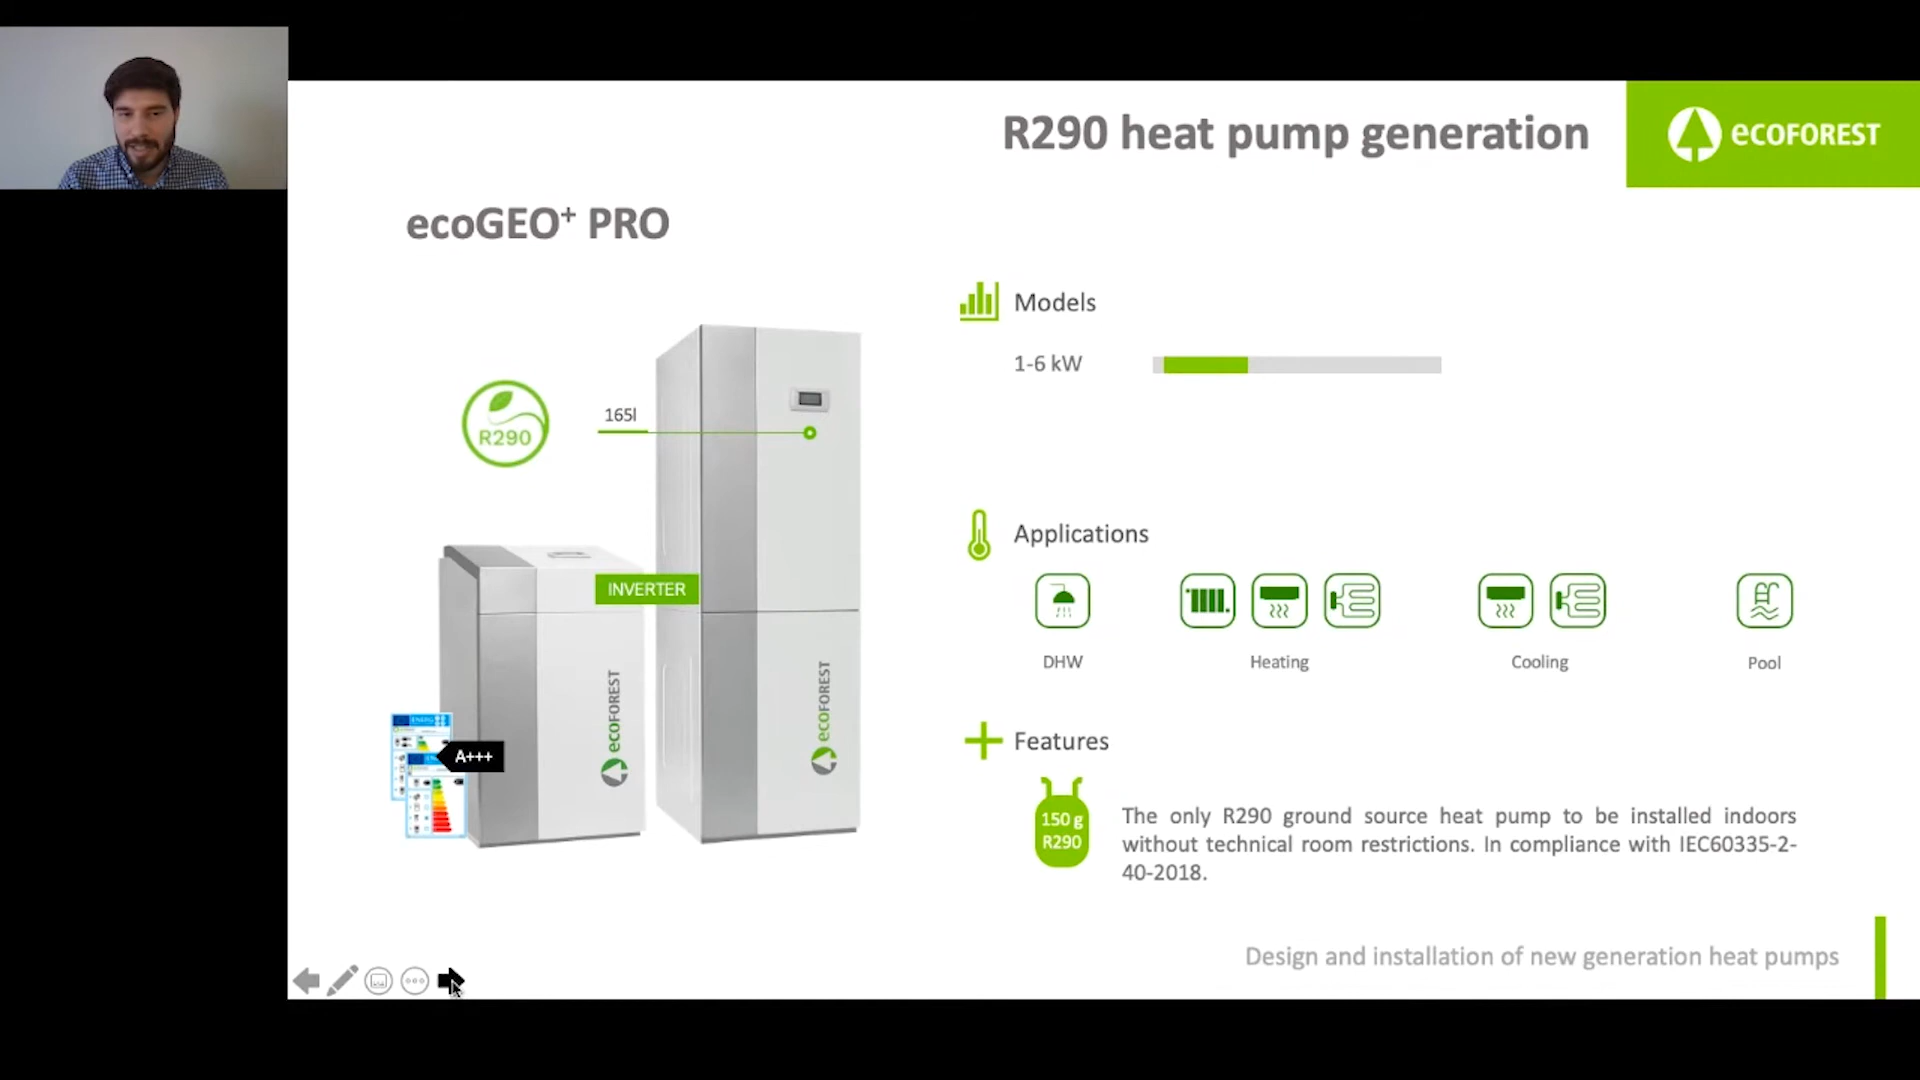 R290 heat pump generation
ecoFOREST
ecoGEO+ PRO
Models
1-6 kW
R290
165l
INVERTER
Applications
DHW
Heating
Cooling
Pool
ecoFOREST
ecoFOREST
A+++
Features
150 g
R290
The only R290 ground source heat pump to be installed indoors
without technical room restrictions. In compliance with IEC60335-2-
40-2018.
Design and installation of new generation heat pumps